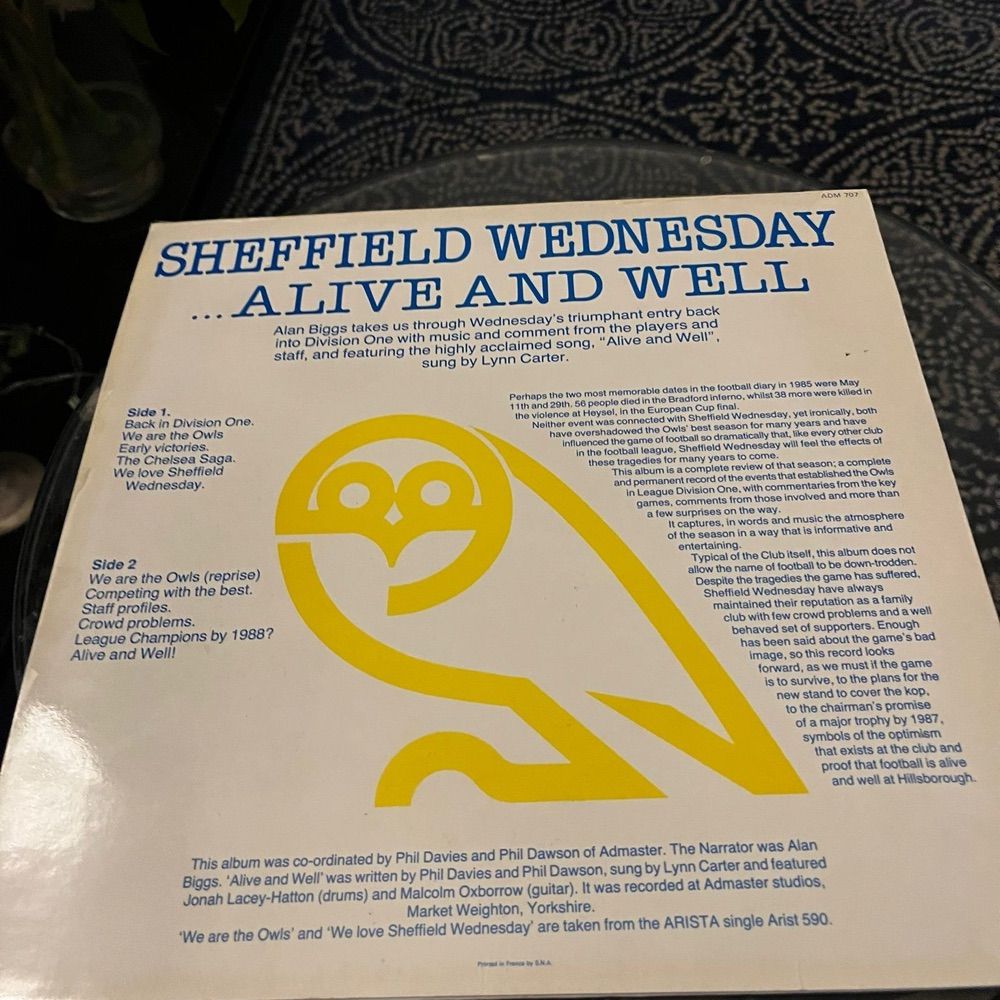 ADM 707
SHEFFIELD WEDNESDAY
...ALIVE AND WELL
Alan Biggs takes us through Wednesday's triumphant entry back
into Division One with music and comment from the players and
staff, and featuring the highly acclaimed song, "Alive and Well",
sung by Lynn Carter.
Side 1.
Back in Division One.
We are the Owls
Early victories.
The Chelsea Saga.
We love Sheffield
Wednesday.
Side 2
We are the Owls (reprise)
Competing with the best.
Staff profiles.
Crowd problems.
League Champions by 1988?
Alive and Well!
Perhaps the two most memorable dates in the football diary in 1985 were May
11th and 29th. 56 people died in the Bradford inferno, whilst 38 more were killed in
the violence at Heysel, in the European Cup final.
Neither event was connected with Sheffield Wednesday, yet ironically, both
have overshadowed the Owls' best season for many years and have
influenced the game of football so dramatically that, like every other club
in the football league, Sheffield Wednesday will feel the effects of
these tragedies for many years to come.
This album is a complete review of that season; a complete
and permanent record of the events that established the Owls
in League Division One, with commentaries from the key
games, comments from those involved and more than
a few surprises on the way.
It captures, in words and music the atmosphere
of the season in a way that is informative and
entertaining.
Typical of the Club itself, this album does not
allow the name of football to be down-trodden.
Despite the tragedies the game has suffered,
Sheffield Wednesday have always
maintained their reputation as a family
club with few crowd problems and a well
behaved set of supporters. Enough
has been said about the game's bad
image, so this record looks
forward, as we must if the game
is to survive, to the plans for the
new stand to cover the kop,
to the chairman's promise
of a major trophy by 1987,
symbols of the optimism
that exists at the club and
proof that football is alive
and well at Hillsborough.
This album was co-ordinated by Phil Davies and Phil Dawson of Admaster. The Narrator was Alan
Biggs. 'Alive and Well' was written by Phil Davies and Phil Dawson, sung by Lynn Carter and featured
Jonah Lacey-Hatton (drums) and Malcolm Oxborrow (guitar). It was recorded at Admaster studios,
Market Weighton, Yorkshire.
'We are the Owls' and 'We love Sheffield Wednesday' are taken from the ARISTA single Arist 590.
Printed in France by S.N.A.